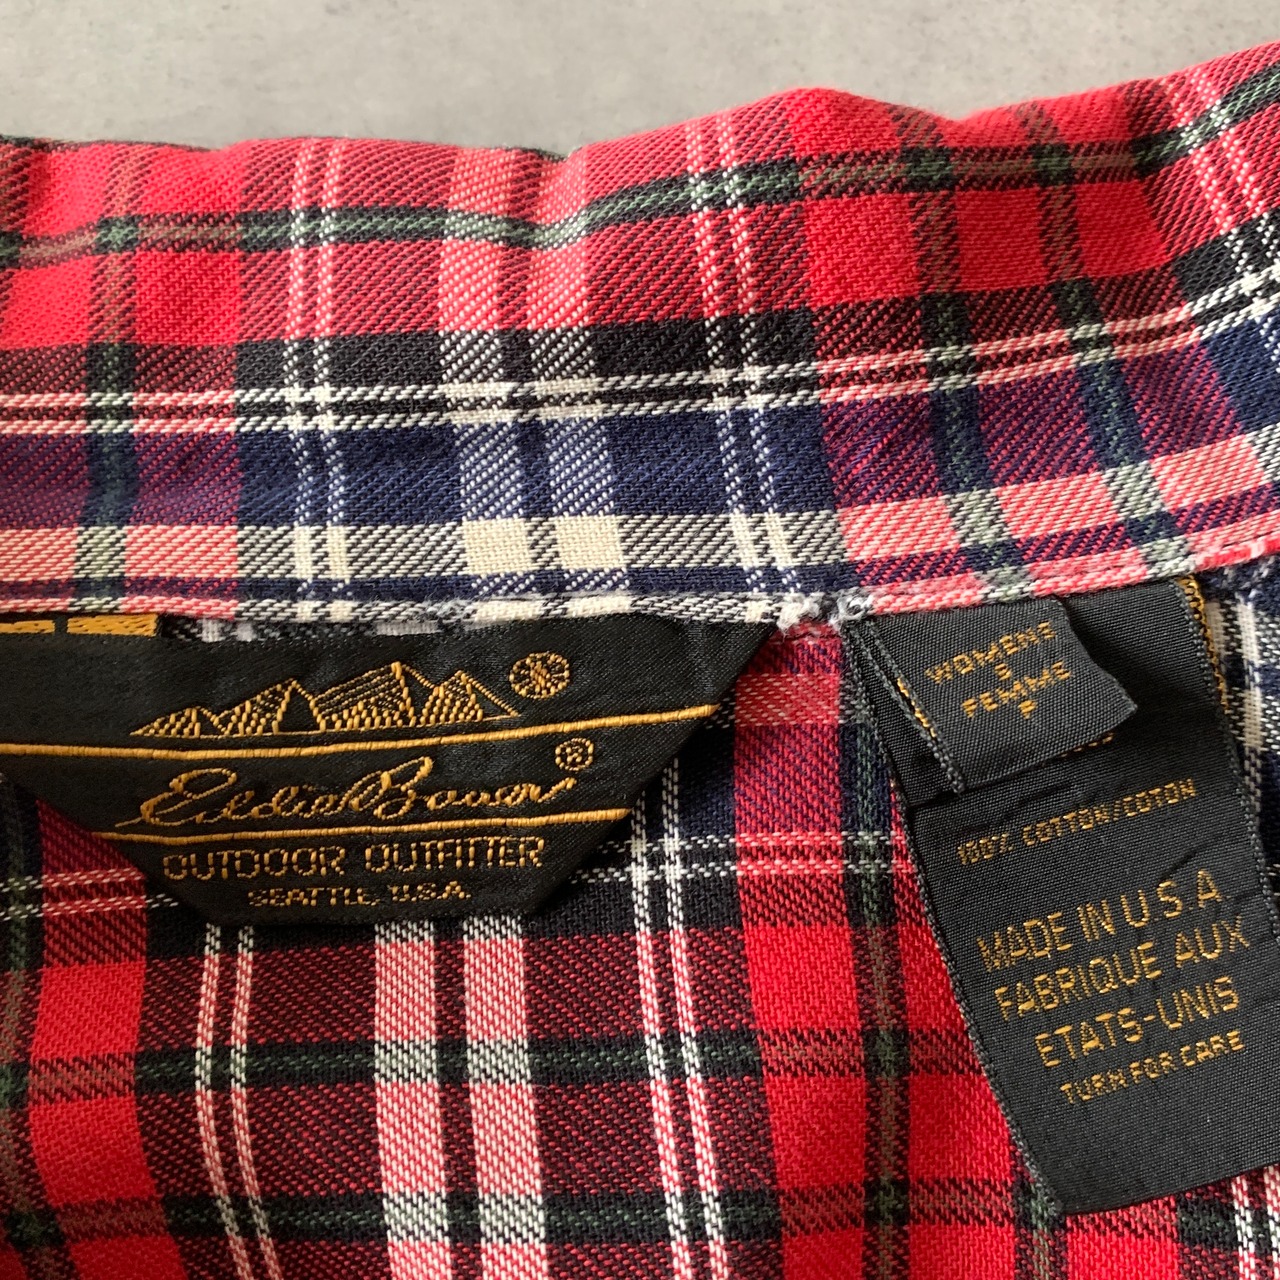 Eddie Bauer®
OUTDOOR OUTFITTER
SEATTLE, U.S.A.
WOMENS
S
FEMME
P
100% COTTON/COTON
MADE IN U S A
FABRIQUE AUX
ETATS-UNIS
TURN FOR CARE